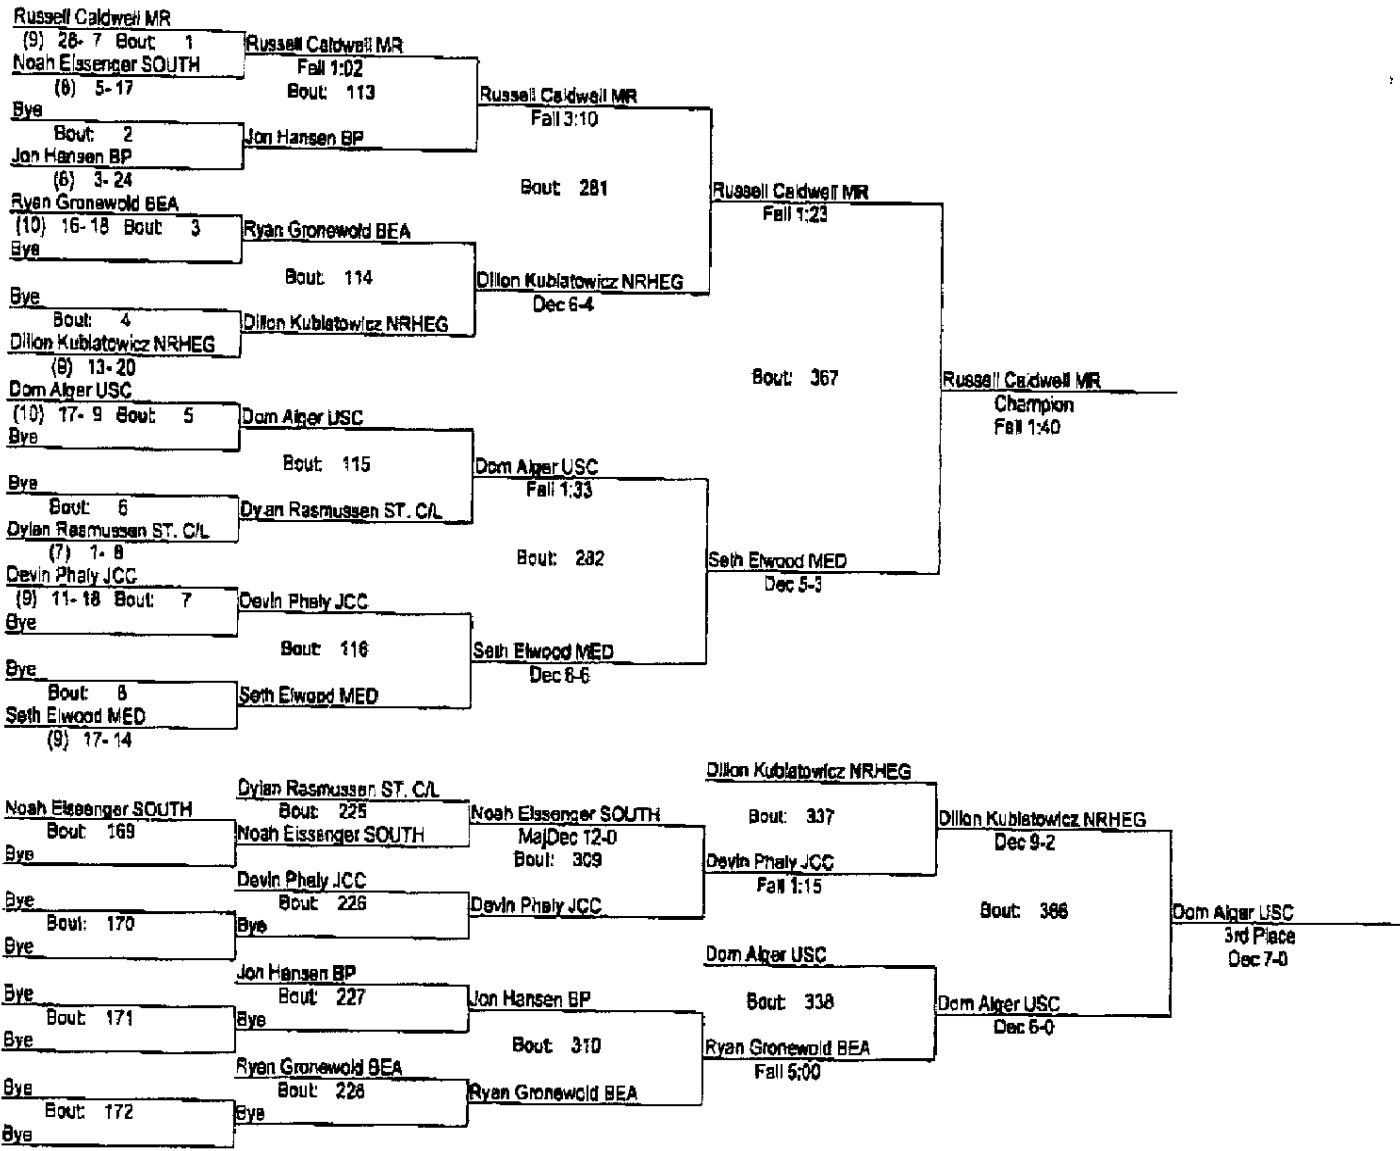 Russell Caldwell MR
(9) 26- 7 Bout: 1
Noah Eissenger SOUTH
(8) 5-17
Bye
Bout: 2
Jon Hansen BP
(8) 3-24
Ryan Gronewold BEA
(10) 16-18 Bout: 3
Bye
Bye
Bout: 4
Dillon Kubiatowicz NRHEG
(9) 13-20
Dom Alger USC
(10) 17- 9 Bout: 5
Bye
Bye
Bout: 6
Dylan Rasmussen ST. C/L
(7) 1- 8
Devin Phaly JCC
(9) 11-18 Bout: 7
Bye
Bye
Bout: 8
Seth Elwood MED
(9) 17-14
Russell Caldwell MR
Fall 1:02
Bout: 113
Jon Hansen BP
Ryan Gronewold BEA
Bout: 114
Dillon Kubiatowicz NRHEG
Dom Alger USC
Bout: 115
Dylan Rasmussen ST. C/L
Devin Phaly JCC
Bout: 116
Seth Elwood MED
Russell Caldwell MR
Fall 3:10
Bout: 281
Dillon Kubiatowicz NRHEG
Dec 6-4
Dom Alger USC
Fall 1:33
Bout: 282
Seth Elwood MED
Dec 8-6
Russell Caldwell MR
Fall 1:23
Bout: 367
Seth Elwood MED
Dec 5-3
Russell Caldwell MR
Champion
Fall 1:40
Noah Eissenger SOUTH
Bout: 169
Bye
Bye
Bout: 170
Bye
Bye
Bout: 171
Bye
Bye
Bout: 172
Bye
Dylan Rasmussen ST. C/L
Bout: 225
Noah Eissenger SOUTH
Devin Phaly JCC
Bout: 226
Bye
Jon Hansen BP
Bout: 227
Bye
Ryan Gronewold BEA
Bout: 228
Bye
Noah Eissenger SOUTH
MajDec 12-0
Bout: 309
Devin Phaly JCC
Jon Hansen BP
Bout: 310
Ryan Gronewold BEA
Dillon Kubiatowicz NRHEG
Bout: 337
Devin Phaly JCC
Fall 1:15
Dom Alger USC
Bout: 338
Ryan Gronewold BEA
Fall 5:00
Dillon Kubiatowicz NRHEG
Dec 9-2
Bout: 366
Dom Alger USC
Dec 6-0
Dom Alger USC
3rd Place
Dec 7-0